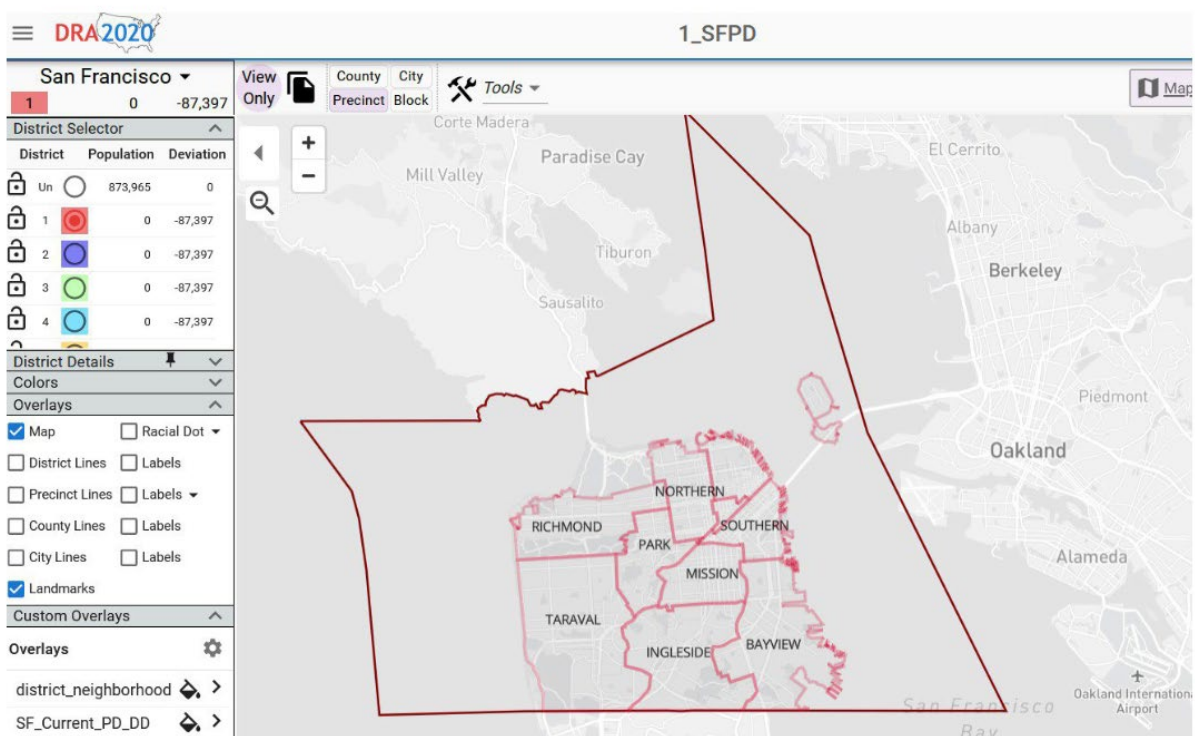 DRA2020
1_SFPD
San Francisco
1 0 -87,397
View Only
County City
Precinct Block
Tools
Map
District Selector
District Population Deviation
Un 873,965 0
1 0 -87,397
2 0 -87,397
3 0 -87,397
4 0 -87,397
District Details
Colors
Overlays
Map Racial Dot
District Lines Labels
Precinct Lines Labels
County Lines Labels
City Lines Labels
Landmarks
Custom Overlays
Overlays
district_neighborhood
SF_Current_PD_DD
Corte Madera
Paradise Cay
El Cerrito
Mill Valley
Albany
Tiburon
Berkeley
Sausalito
Piedmont
Oakland
NORTHERN
RICHMOND
SOUTHERN
PARK
Alameda
MISSION
TARAVAL
INGLESIDE
BAYVIEW
San Francisco
Bay
Oakland Internationa
Airport